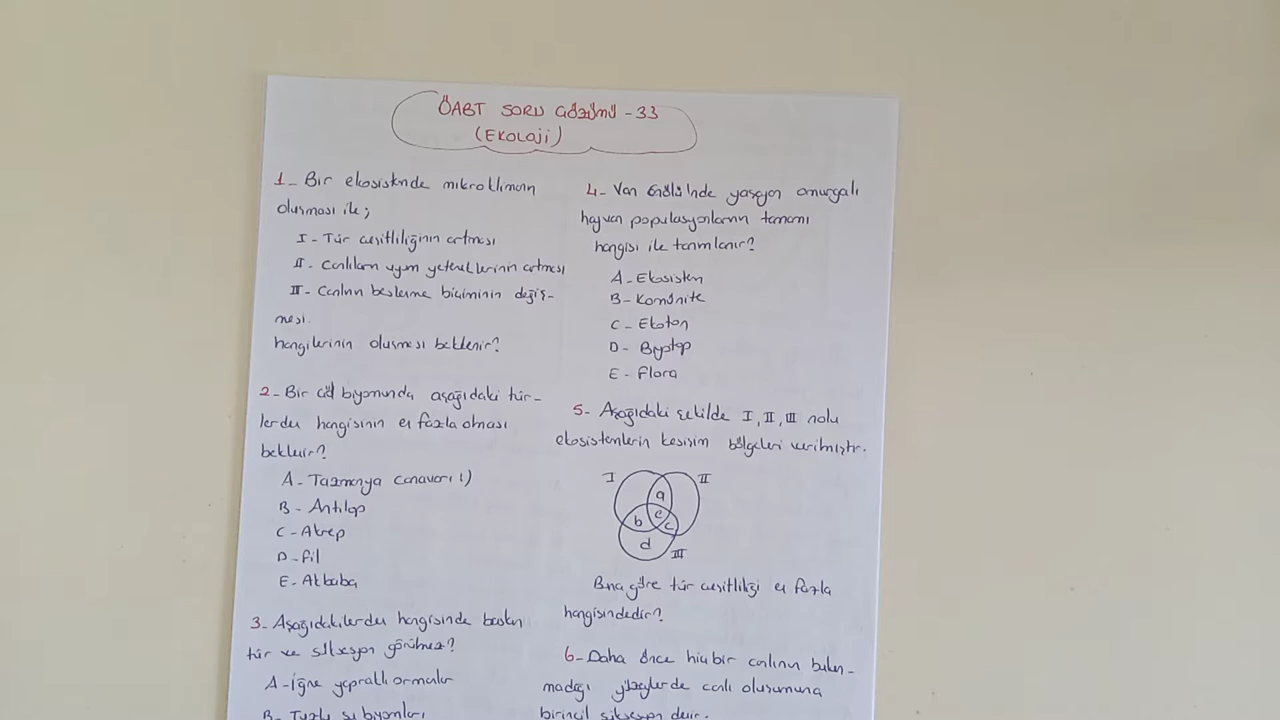 ÖABT SORU ÇÖZÜMÜ - 33
(EKOLOJİ)
1- Bir ekosistemde mikroklimanın
oluşması ile;
I - Tür çeşitliliğinin artması
II - Canlıların uyum yeteneklerinin artması
III - Canlının beslenme biçiminin değiş-
mesi.
hangilerinin oluşması beklenir?
2- Bir çöl biyomunda aşağıdaki tür-
lerden hangisinin en fazla olması
beklenir?
A - Tazmanya canavarı :)
B - Antilop
C - Akrep
D - Fil
E - Akbaba
3- Aşağıdakilerden hangisinde baskın
tür ve süksesyon görülmez?
A - İğne yapraklı ormanlar
B - Tuzlu su biyomları
4- Van Gölü'nde yaşayan omurgalı
hayvan populasyonlarının tamamı
hangisi ile tanımlanır?
A - Ekosistem
B - Komünite
C - Ekoton
D - Biyotop
E - Flora
5- Aşağıdaki şekilde I, II, III nolu
ekosistemlerin kesişim bölgeleri verilmiştir.
I
II
a
b
e
c
d
III
Buna göre tür çeşitliliği en fazla
hangisindedir?
6- Daha önce hiçbir canlının bulun-
madığı yüzeylerde canlı oluşumuna
birincil süksesyon denir.